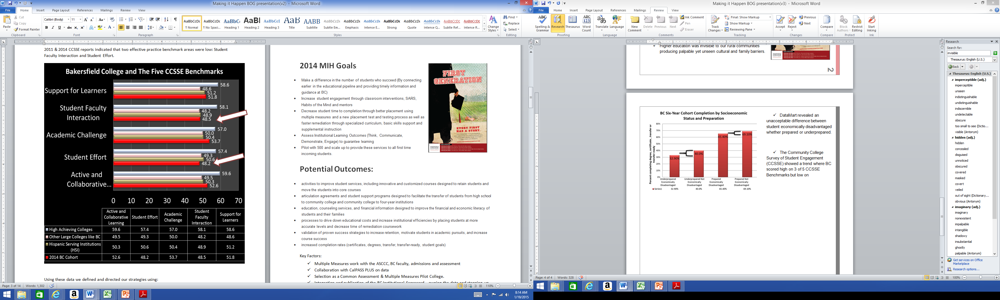 Making it Happen BOG presentation(v2) - Microsoft Word
File Home Insert Page Layout References Mailings Review View
Cut
Copy
Format Painter
Paste
Calibri (Body) 11
AaBbCcDc AaBbCcDc AaBbC AaBl AaBbCcI AaB AABB AaBbCcDc AaBbCcDc AaBbCcDc AaBbCcDc AaBbCcDc AaBbCcDc AaBbCcDc AaBbCcDc
¶ Normal ¶ No Spaci... Heading 1 Heading 2 Heading 3 Title Subtitle Subtle Em... Emphasis Intense E... Strong Quote Intense Q... Subtle Ref... Intense R...
Change Styles
Find
Replace
Select
Clipboard Font Paragraph Styles Editing
2011 & 2014 CCSSE reports indicated that two effective practice benchmark areas were low: Student
Faculty Interaction and Student Effort.
Bakersfield College and The Five CCSSE Benchmarks
Support for Learners
58.6
48.6
51.2
51.8
Student Faculty
Interaction
58.1
48.2
48.9
48.5
Academic Challenge
57.0
50.0
50.4
53.7
Student Effort
57.4
49.3
50.6
48.2
Active and
Collaborative...
59.6
49.5
50.3
52.6
0 10 20 30 40 50 60 70
Active and Collaborative Learning Student Effort Academic Challenge Student Faculty Interaction Support for Learners
High Achieving Colleges 59.6 57.4 57.0 58.1 58.6
Other Large Colleges like BC 49.5 49.3 50.0 48.2 48.6
Hispanic Serving Institutions (HSI) 50.3 50.6 50.4 48.9 51.2
2014 BC Cohort 52.6 48.2 53.7 48.5 51.8
Using these data we defined and directed our strategies using:
2014 MIH Goals
• Make a difference in the number of students who succeed (By connecting
earlier in the educational pipeline and providing timely information and
guidance at BC)
• Increase student engagement through classroom interventions, SARS,
Habits of the Mind and mentors
• Decrease student time to completion through better placement using
multiple measures and a new placement test and testing process as well as
faster remediation through specialized curriculum, basic skills support and
supplemental instruction
• Assess Institutional Learning Outcomes (Think, Communicate,
Demonstrate, Engage) to guarantee learning
• Pilot with 500 and scale up to provide these services to all first time
incoming students.
FIRST
GENERATION
EVERY FIRST
HAS A STORY.
Potential Outcomes:
• activities to improve student services, including innovative and customized courses designed to retain students and
move the students into core courses
• articulation agreements and student support programs designed to facilitate the transfer of students from high school
to community college and community college to four-year institutions
• education, counseling services, and financial information designed to improve the financial and economic literacy of
students and their families
• processes to drive down educational costs and increase institutional efficiencies by placing students at more
accurate levels and decrease time of remediation coursework
• validation of proven success strategies to increase retention, motivate students in academic pursuits, and increase
course success
• increased completion rates (certificates, degrees, transfer, transfer-ready, student goals)
Key Factors:
✓ Multiple Measures work with the ASCCC, BC faculty, admissions and assessment
✓ Collaboration with CalPASS PLUS on data
✓ Selection as a Common Assessment & Multiple Measures Pilot College.
Page: 3 of 14 Words: 1,302 110%
8:14 AM
1/19/2015
Making it Happen BOG presentation(v3) - Microsoft Word
File Home Insert Page Layout References Mailings Review View
Spelling & Grammar Research Thesaurus Word Count Translate Language New Comment Delete Previous Next
Ink Comment
Pen
Eraser
Track Changes
Final: Show Markup
Show Markup
Reviewing Pane
Accept Reject
Previous
Next
Compare Block Authors Restrict Editing Start Inking
Proofing Language Comments Tracking Changes Compare Protect Ink
✓ Higher education was invisible to our rural communities
producing palpable yet unseen cultural and family barriers.
2
BC Six-Year Cohort Completion by Socioeconomic
Status and Preparation
Percent completing degree, certificate, transfer or
transfer-ready
80%
70%
60%
50%
40%
30%
20%
10%
0%
32.90% 40.0% 65.40% 69.10%
Underprepared Economically Disadvantaged
Underprepared Not Economically Disadvantaged
Prepared Economically Disadvantaged
Prepared Not Economically Disadvantaged
Series1 32.90% 40.0% 65.40% 69.10%
✓ DataMart revealed an
unacceptable difference between
student economically disadvantaged
whether prepared or underprepared.
✓ The Community College
Survey of Student Engagement
(CCSSE) showed a trend where BC
scored high on 3 of 5 CCSSE
Benchmarks but low on
Research
Search for:
invisible
Thesaurus: English (U.S.)
Back
Thesaurus: English (U.S.)
imperceptible (adj.)
imperceptible
unseen
indistinguishable
undistinguishable
indiscernible
undetectable
obscure
too small to see (Dictio...
visible (Antonym)
hidden (adj.)
hidden
concealed
disguised
unnoticed
obscured
covered
masked
covert
veiled
out of sight (Dictionary...
obvious (Antonym)
imaginary (adj.)
imaginary
nonexistent
impalpable
intangible
shadowy
insubstantial
ghostly
palpable (Antonym)
Get services on Office
Marketplace
Research options...
Page: 4 of 4 Words: 328 100%